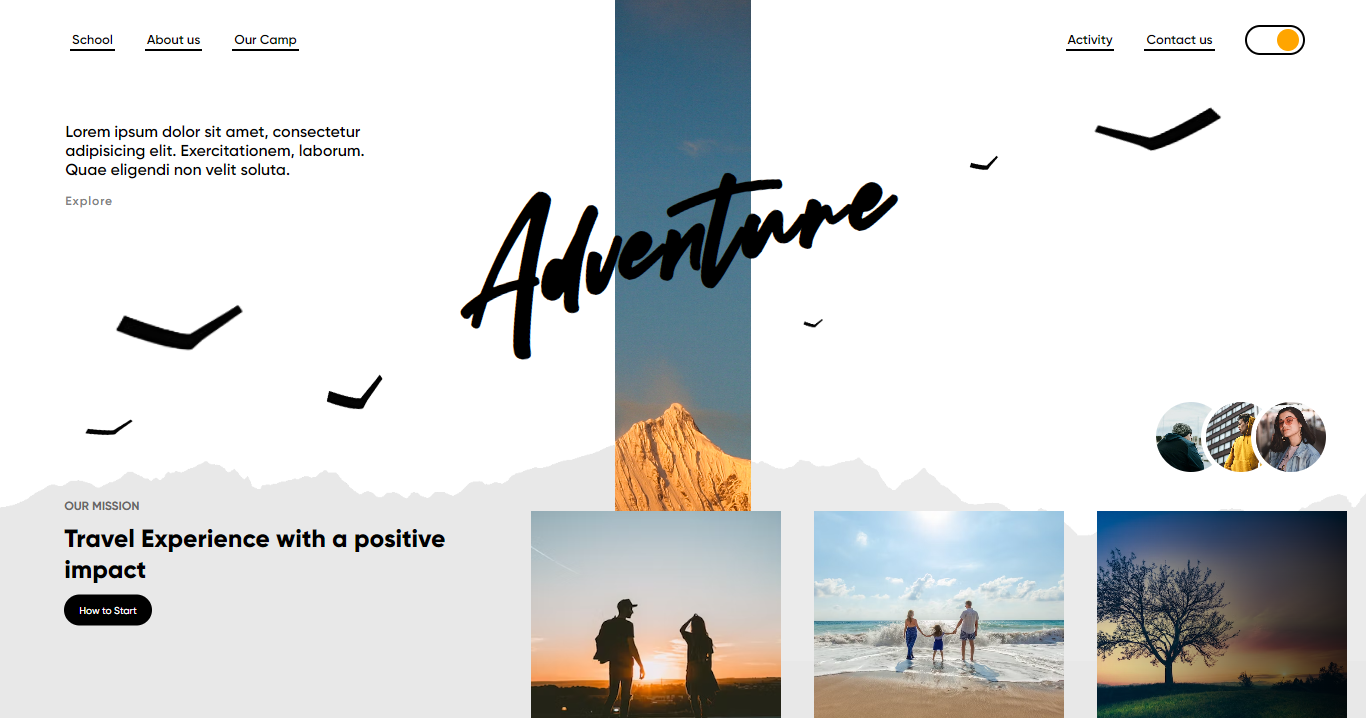 School
About us
Our Camp
Activity
Contact us
Lorem ipsum dolor sit amet, consectetur
adipisicing elit. Exercitationem, laborum.
Quae eligendi non velit soluta.
Explore
Adventure
OUR MISSION
Travel Experience with a positive
impact
How to Start